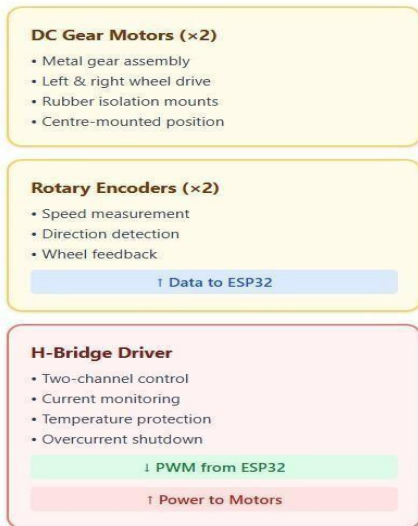 DC Gear Motors (×2)
• Metal gear assembly
• Left & right wheel drive
• Rubber isolation mounts
• Centre-mounted position
Rotary Encoders (×2)
• Speed measurement
• Direction detection
• Wheel feedback
↑ Data to ESP32
H-Bridge Driver
• Two-channel control
• Current monitoring
• Temperature protection
• Overcurrent shutdown
↓ PWM from ESP32
↑ Power to Motors